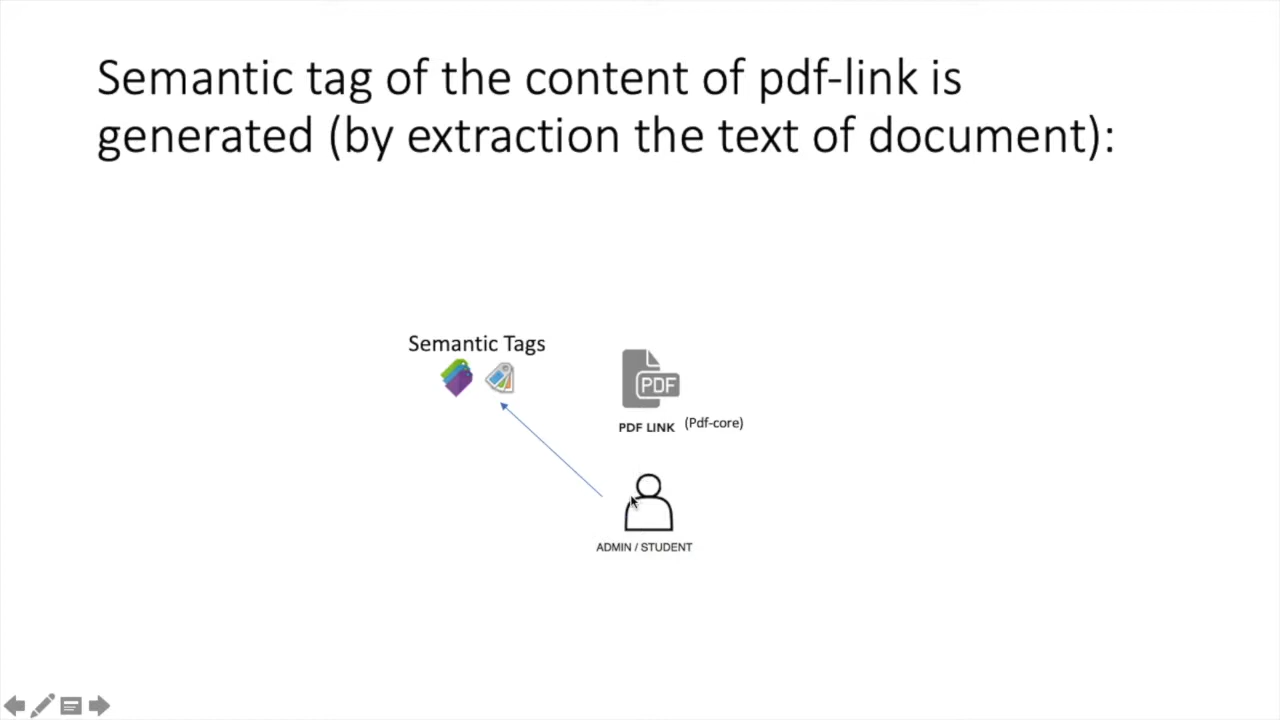 Semantic tag of the content of pdf-link is
generated (by extraction the text of document):
Semantic Tags
PDF
PDF LINK (Pdf-core)
ADMIN / STUDENT